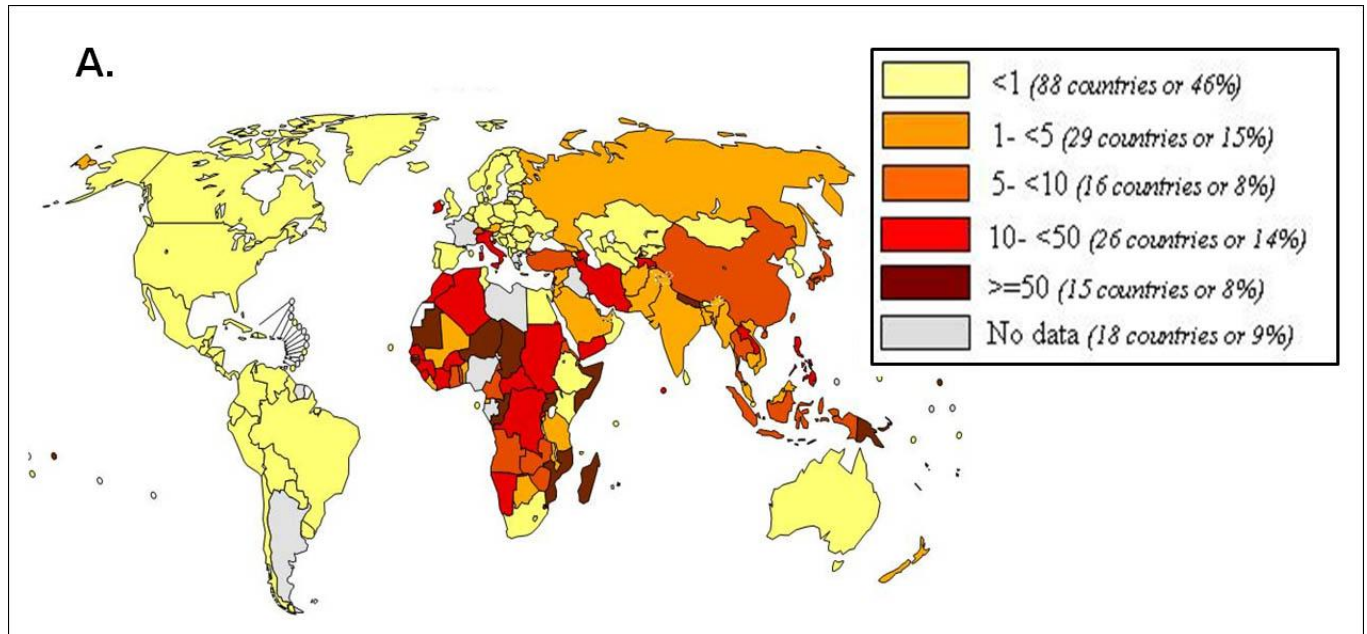 A.
<1 (88 countries or 46%)
1- <5 (29 countries or 15%)
5- <10 (16 countries or 8%)
10- <50 (26 countries or 14%)
>=50 (15 countries or 8%)
No data (18 countries or 9%)